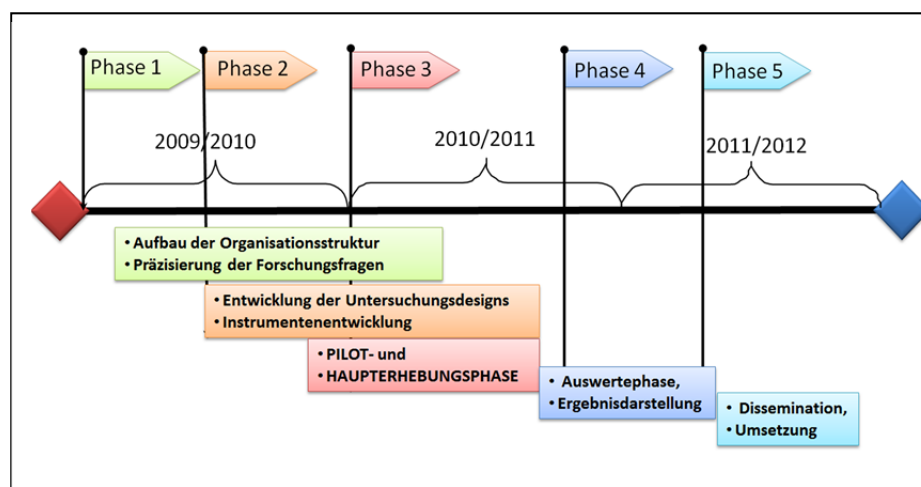 Phase 1
Phase 2
Phase 3
Phase 4
Phase 5
2009/2010
2010/2011
2011/2012
• Aufbau der Organisationsstruktur
• Präzisierung der Forschungsfragen
• Entwicklung der Untersuchungsdesigns
• Instrumentenentwicklung
• PILOT- und
• HAUPTERHEBUNGSPHASE
• Auswertephase,
• Ergebnisdarstellung
• Dissemination,
• Umsetzung